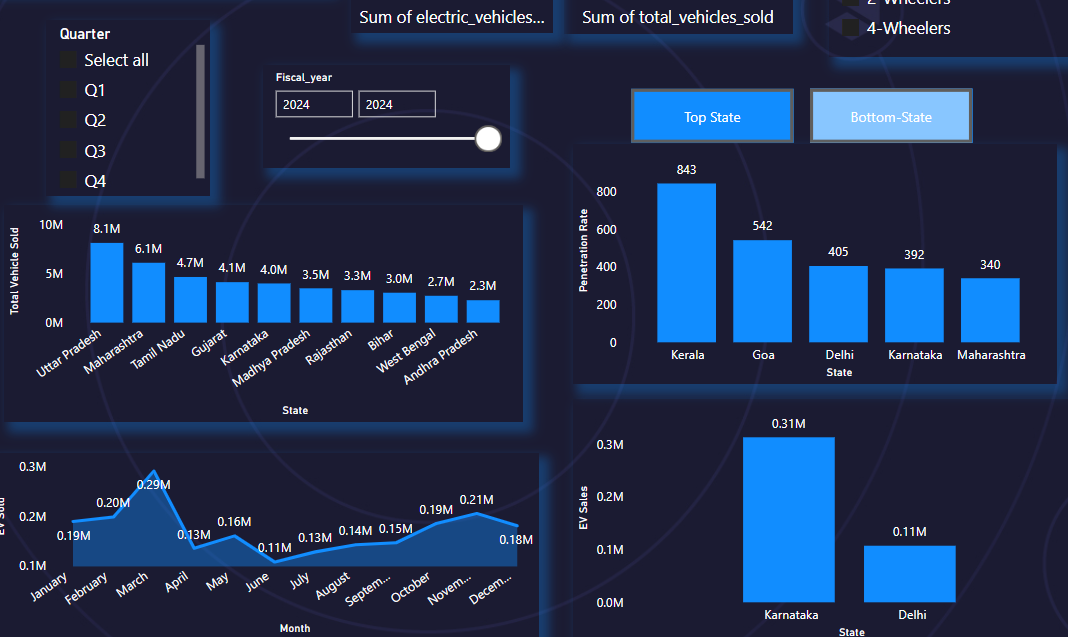 Sum of electric_vehicles...
Sum of total_vehicles_sold
2-Wheelers
4-Wheelers
Quarter
Select all
Q1
Q2
Q3
Q4
Fiscal_year
2024
2024
Top State
Bottom-State
Total Vehicle Sold
10M
5M
0M
8.1M
6.1M
4.7M
4.1M
4.0M
3.5M
3.3M
3.0M
2.7M
2.3M
Uttar Pradesh
Maharashtra
Tamil Nadu
Gujarat
Karnataka
Madhya Pradesh
Rajasthan
Bihar
West Bengal
Andhra Pradesh
State
Penetration Rate
800
600
400
200
0
843
542
405
392
340
Kerala
Goa
Delhi
Karnataka
Maharashtra
State
EV Sold
0.3M
0.2M
0.1M
0.19M
0.20M
0.29M
0.13M
0.16M
0.11M
0.13M
0.14M
0.15M
0.19M
0.21M
0.18M
January
February
March
April
May
June
July
August
Septem...
October
Novem...
Decem...
Month
EV Sales
0.3M
0.2M
0.1M
0.0M
0.31M
0.11M
Karnataka
Delhi
State